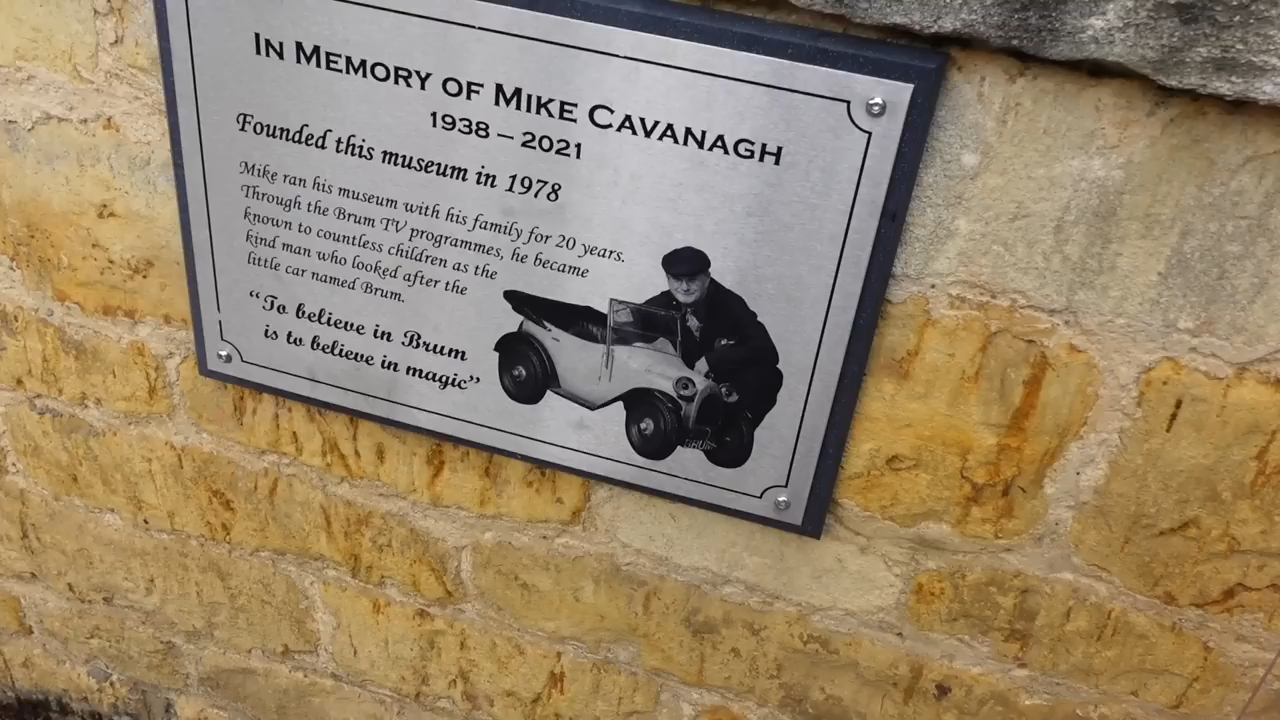 IN MEMORY OF MIKE CAVANAGH
1938 – 2021
Founded this museum in 1978
Mike ran his museum with his family for 20 years.
Through the Brum TV programmes, he became
known to countless children as the
kind man who looked after the
little car named Brum.
“To believe in Brum
is to believe in magic”
BRUM